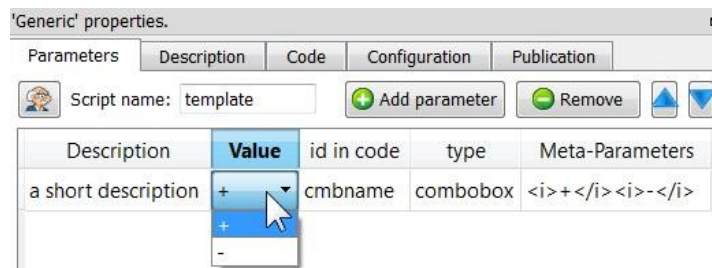 'Generic' properties.
Parameters Description Code Configuration Publication
Script name: template Add parameter Remove
Description Value id in code type Meta-Parameters
a short description + cmbname combobox <i>+</i><i>-</i>
+
-